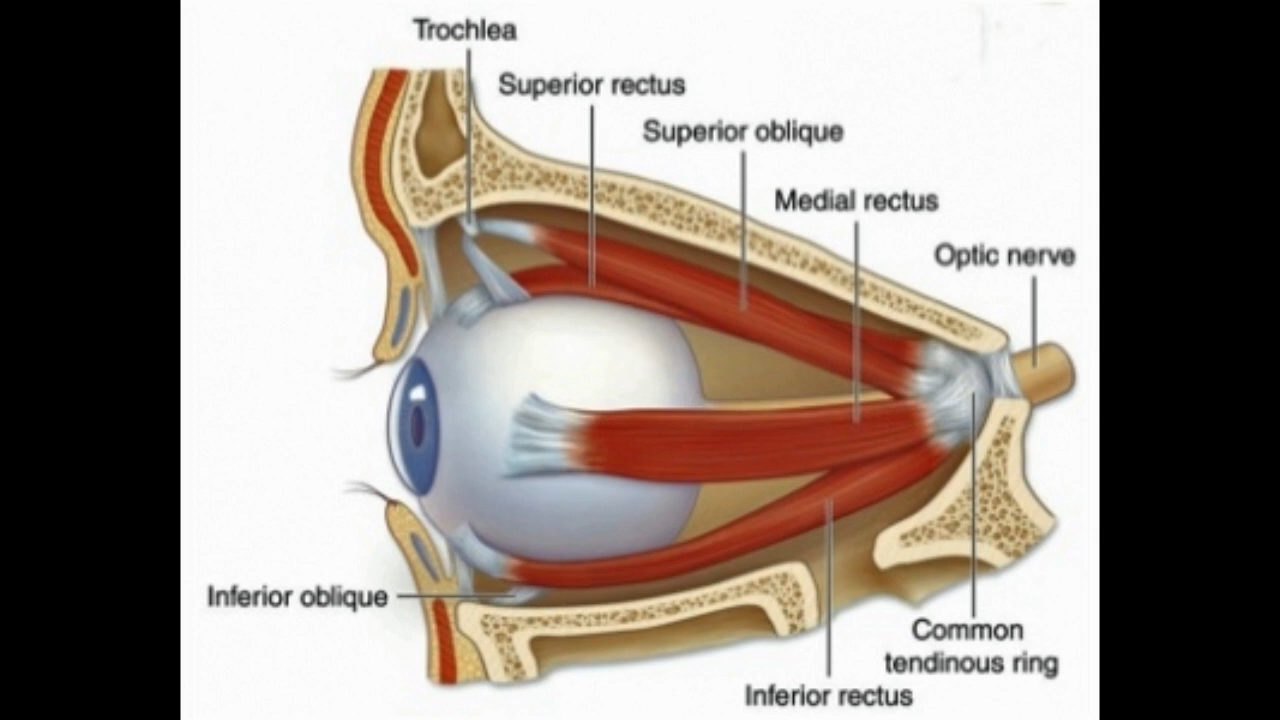 Trochlea
Superior rectus
Superior oblique
Medial rectus
Optic nerve
Inferior oblique
Common
tendinous ring
Inferior rectus